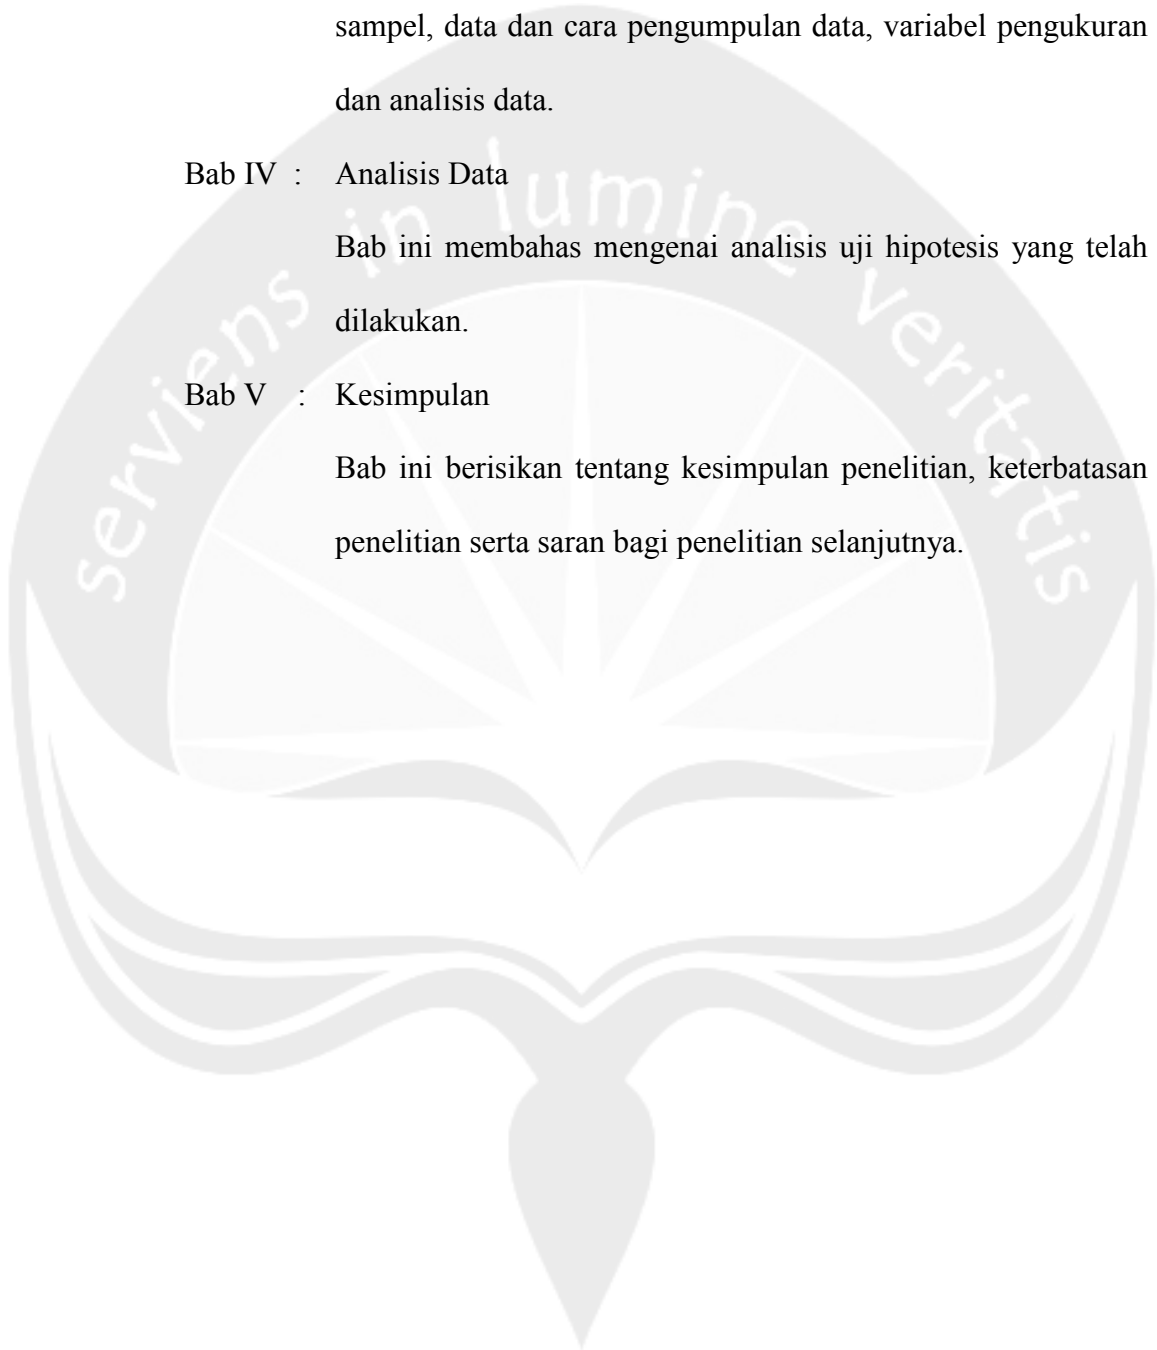 sampel, data dan cara pengumpulan data, variabel pengukuran
dan analisis data.
Bab IV : Analisis Data
Bab ini membahas mengenai analisis uji hipotesis yang telah
dilakukan.
Bab V : Kesimpulan
Bab ini berisikan tentang kesimpulan penelitian, keterbatasan
penelitian serta saran bagi penelitian selanjutnya.
serviens in lumine veritatis